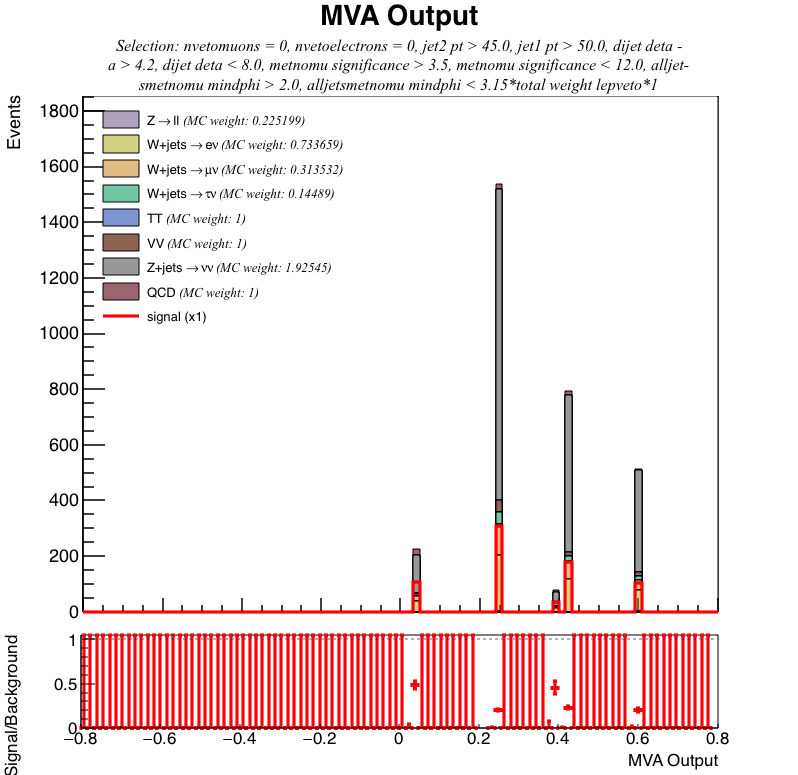 MVA Output
Selection: nvetomuons = 0, nvetoelectrons = 0, jet2 pt > 45.0, jet1 pt > 50.0, dijet deta -
a > 4.2, dijet deta < 8.0, metnomu significance > 3.5, metnomu significance < 12.0, alljet-
smetnomu mindphi > 2.0, alljetsmetnomu mindphi < 3.15*total weight lepveto*1
Events
1800
1600
1400
1200
1000
800
600
400
200
0
Z→ll (MC weight: 0.225199)
W+jets→eν (MC weight: 0.733659)
W+jets→μν (MC weight: 0.313532)
W+jets→τν (MC weight: 0.14489)
TT (MC weight: 1)
VV (MC weight: 1)
Z+jets→νν (MC weight: 1.92545)
QCD (MC weight: 1)
signal (x1)
Signal/Background
1
0.5
0
−0.8 −0.6 −0.4 −0.2 0 0.2 0.4 0.6 0.8
MVA Output